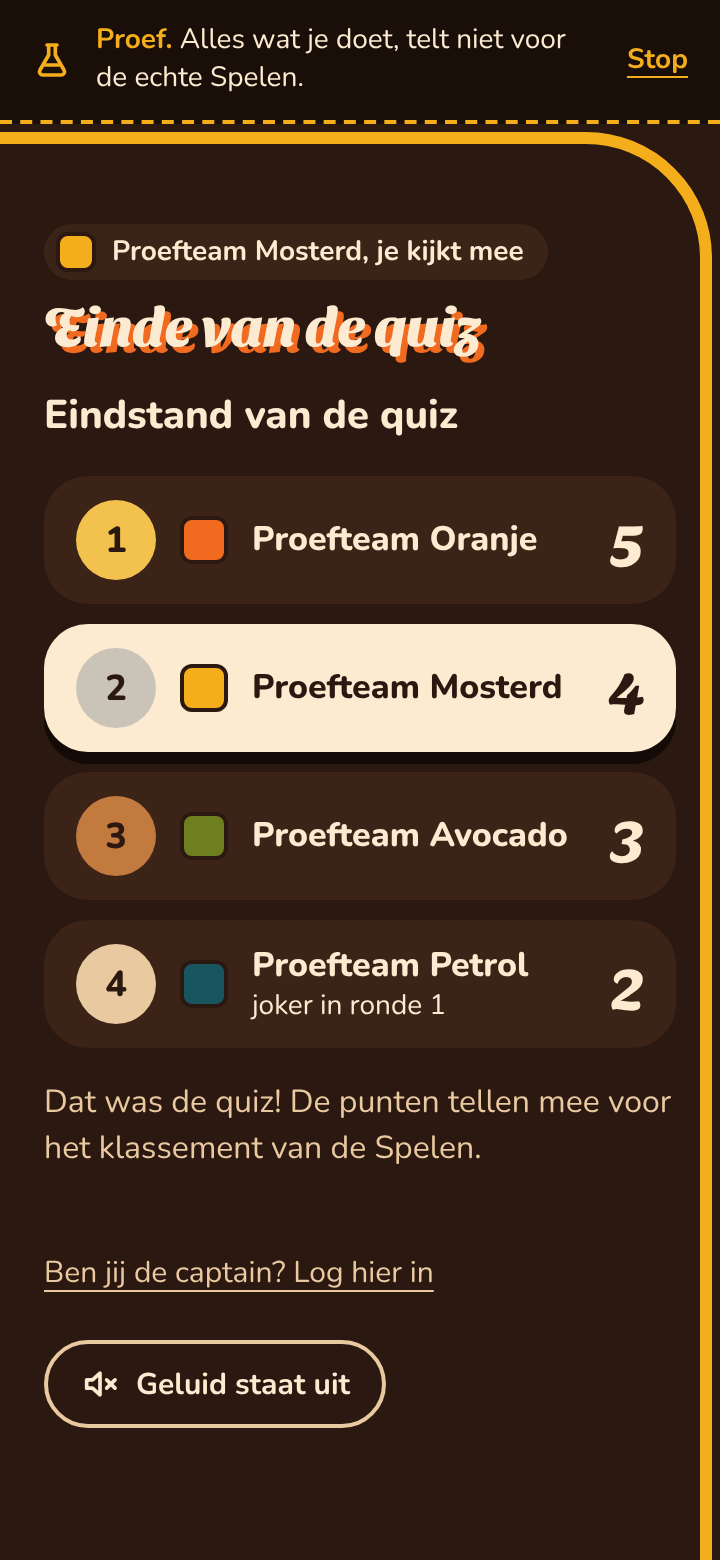 Proef. Alles wat je doet, telt niet voor
de echte Spelen.
Stop
Proefteam Mosterd, je kijkt mee
Einde van de quiz
Eindstand van de quiz
1 Proefteam Oranje 5
2 Proefteam Mosterd 4
3 Proefteam Avocado 3
4 Proefteam Petrol 2
joker in ronde 1
Dat was de quiz! De punten tellen mee voor
het klassement van de Spelen.
Ben jij de captain? Log hier in
Geluid staat uit